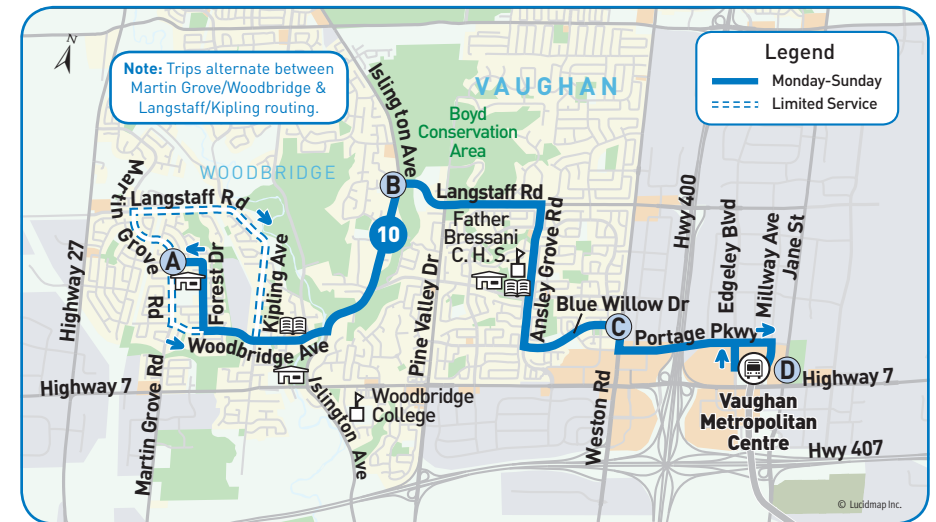 N
Note: Trips alternate between
Martin Grove/Woodbridge &
Langstaff/Kipling routing.
Legend
Monday-Sunday
Limited Service
VAUGHAN
Islington Ave
Boyd
Conservation
Area
WOODBRIDGE
Martin Grove Rd
Langstaff Rd
B
Langstaff Rd
10
Father
Bressani
C. H. S.
Ansley Grove Rd
Hwy 400
Edgeley Blvd
Millway Ave
Jane St
Highway 27
A
Forest Dr
Kipling Ave
Pine Valley Dr
Blue Willow Dr
C
Portage Pkwy
Woodbridge Ave
D
Highway 7
Highway 7
Martin Grove Rd
Islington Ave
Woodbridge
College
Weston Rd
Vaughan
Metropolitan
Centre
Hwy 407
© Lucidmap Inc.